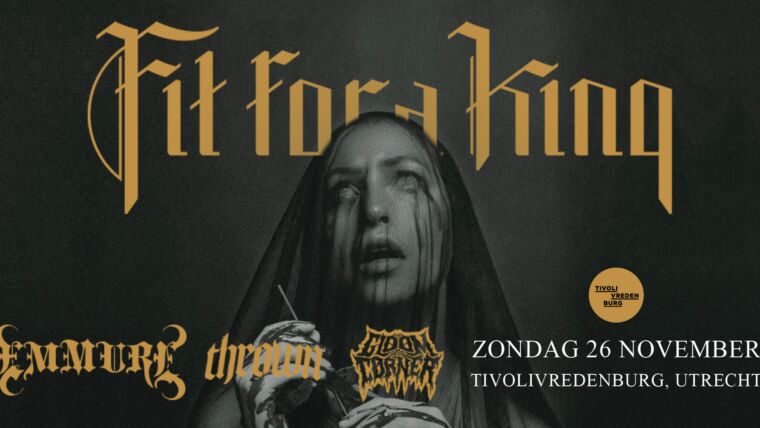 Fit for a King
TIVOLI
VREDEN
BURG
EMMURE
thrown
GLOOM
IN THE
CORNER
ZONDAG 26 NOVEMBER
TIVOLIVREDENBURG, UTRECHT